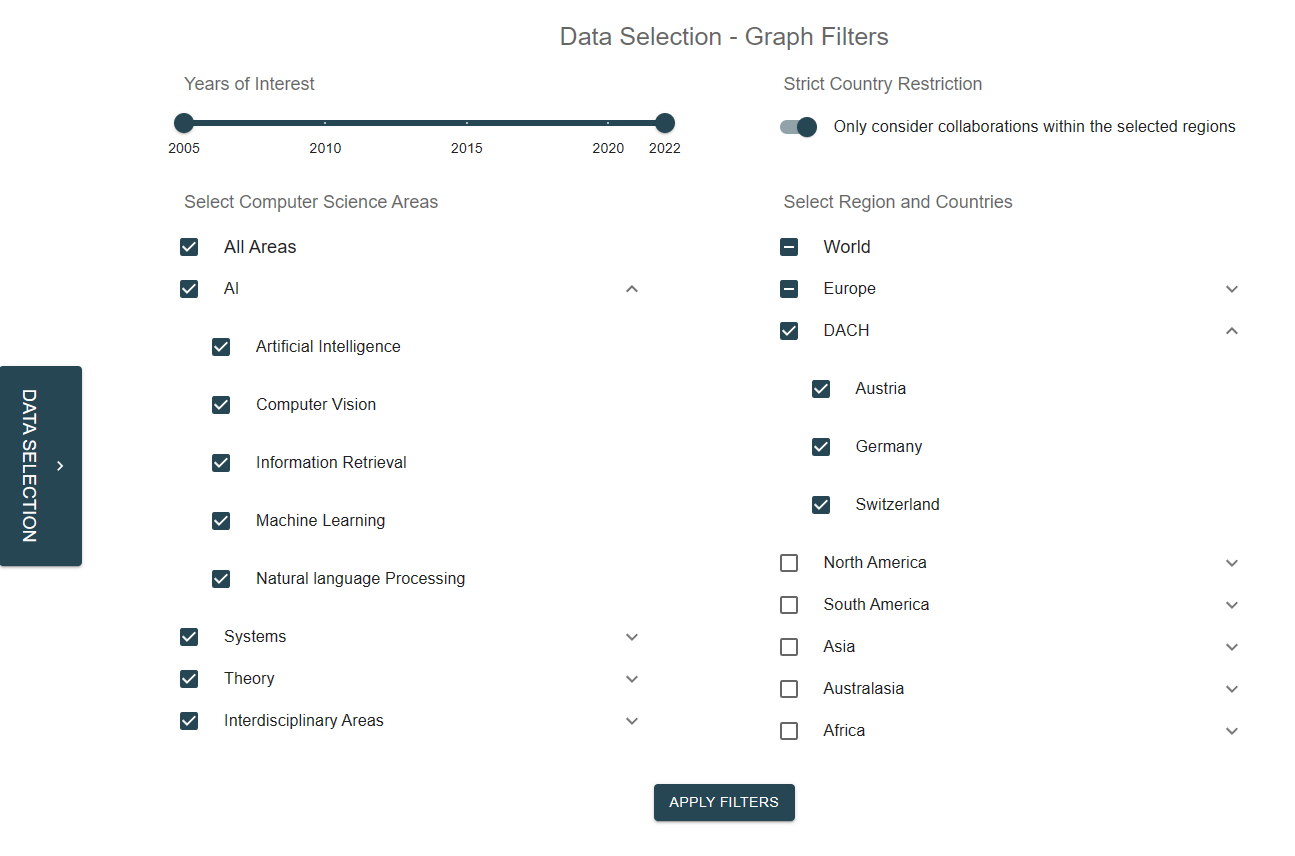 Data Selection - Graph Filters
Years of Interest
2005 2010 2015 2020 2022
Strict Country Restriction
Only consider collaborations within the selected regions
Select Computer Science Areas
All Areas
AI
Artificial Intelligence
Computer Vision
Information Retrieval
Machine Learning
Natural language Processing
Systems
Theory
Interdisciplinary Areas
Select Region and Countries
World
Europe
DACH
Austria
Germany
Switzerland
North America
South America
Asia
Australasia
Africa
DATA SELECTION
APPLY FILTERS